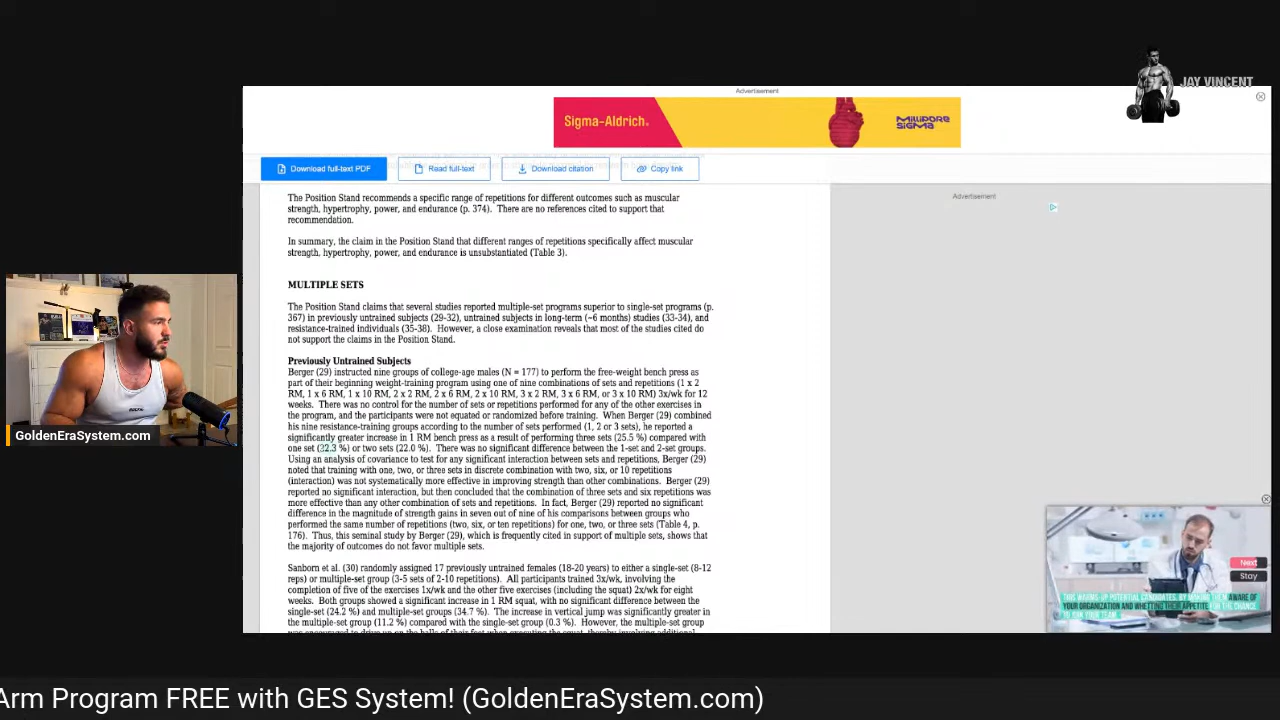 JAY VINCENT
Advertisement
Sigma-Aldrich®
MILLIPORE
SIGMA
Download full-text PDF
Read full-text
Download citation
Copy link
Advertisement
The Position Stand recommends a specific range of repetitions for different outcomes such as muscular
strength, hypertrophy, power, and endurance (p. 374). There are no references cited to support that
recommendation.
In summary, the claim in the Position Stand that different ranges of repetitions specifically affect muscular
strength, hypertrophy, power, and endurance is unsubstantiated (Table 3).
MULTIPLE SETS
The Position Stand claims that several studies reported multiple-set programs superior to single-set programs (p.
367) in previously untrained subjects (29-32), untrained subjects in long-term (~6 months) studies (33-34), and
resistance-trained individuals (35-38). However, a close examination reveals that most of the studies cited do
not support the claims in the Position Stand.
Previously Untrained Subjects
Berger (29) instructed nine groups of college-age males (N = 177) to perform the free-weight bench press as
part of their beginning weight-training program using one of nine combinations of sets and repetitions (1 x 2
RM, 1 x 6 RM, 1 x 10 RM, 2 x 2 RM, 2 x 6 RM, 2 x 10 RM, 3 x 2 RM, 3 x 6 RM, or 3 x 10 RM) 3x/wk for 12
weeks. There was no control for the number of sets or repetitions performed for any of the other exercises in
the program, and the participants were not equated or randomized before training. When Berger (29) combined
his nine resistance-training groups according to the number of sets performed (1, 2 or 3 sets), he reported a
significantly greater increase in 1 RM bench press as a result of performing three sets (25.5 %) compared with
one set (22.3 %) or two sets (22.0 %). There was no significant difference between the 1-set and 2-set groups.
Using an analysis of covariance to test for any significant interaction between sets and repetitions, Berger (29)
noted that training with one, two, or three sets in discrete combination with two, six, or 10 repetitions
(interaction) was not systematically more effective in improving strength than other combinations. Berger (29)
reported no significant interaction, but then concluded that the combination of three sets and six repetitions was
more effective than any other combination of sets and repetitions. In fact, Berger (29) reported no significant
difference in the magnitude of strength gains in seven out of nine of his comparisons between groups who
performed the same number of repetitions (two, six, or ten repetitions) for one, two, or three sets (Table 4, p.
176). Thus, this seminal study by Berger (29), which is frequently cited in support of multiple sets, shows that
the majority of outcomes do not favor multiple sets.
Sanborn et al. (30) randomly assigned 17 previously untrained females (18-20 years) to either a single-set (8-12
reps) or multiple-set group (3-5 sets of 2-10 repetitions). All participants trained 3x/wk, involving the
completion of five of the exercises 1x/wk and the other five exercises (including the squat) 2x/wk for eight
weeks. Both groups showed a significant increase in 1 RM squat, with no significant difference between the
single-set (24.2 %) and multiple-set groups (34.7 %). The increase in vertical jump was significantly greater in
the multiple-set group (11.2 %) compared with the single-set group (0.3 %). However, the multiple-set group
GoldenEraSystem.com
Next
Stay
THIS WARMS-UP POTENTIAL CANDIDATES, BY MAKING THEM AWARE OF
YOUR ORGANIZATION AND WHETTING THEIR APPETITE FOR THE CHANCE
TO JOIN YOUR TEAM
Arm Program FREE with GES System! (GoldenEraSystem.com)